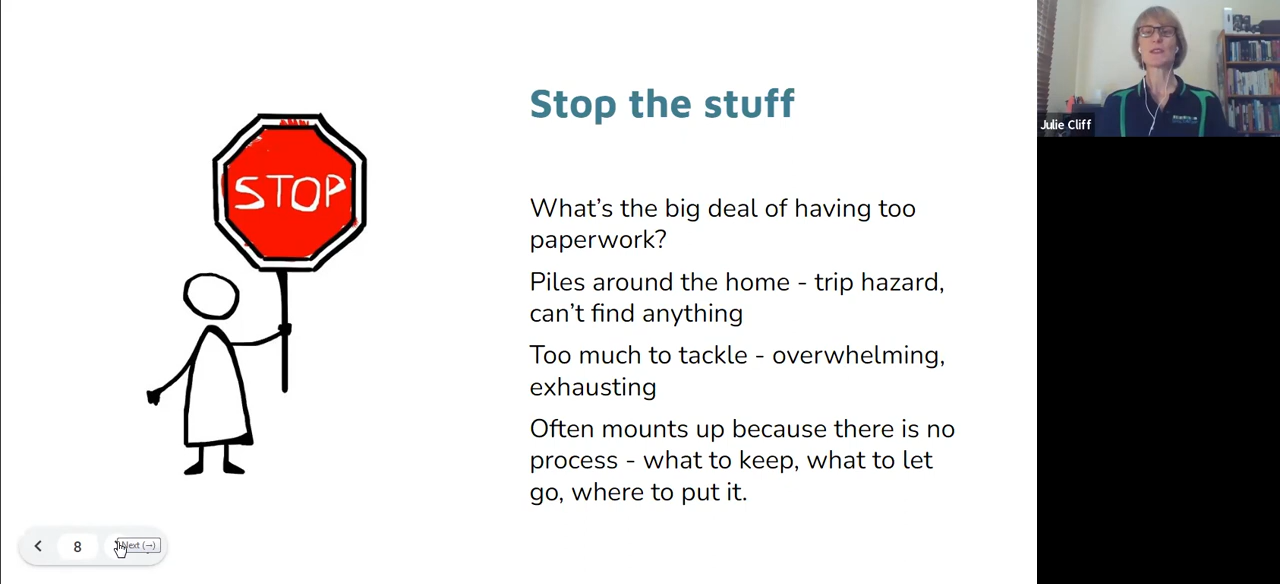 Stop the stuff
STOP
What's the big deal of having too
paperwork?
Piles around the home - trip hazard,
can't find anything
Too much to tackle - overwhelming,
exhausting
Often mounts up because there is no
process - what to keep, what to let
go, where to put it.
8
Next (→)
Julie Cliff